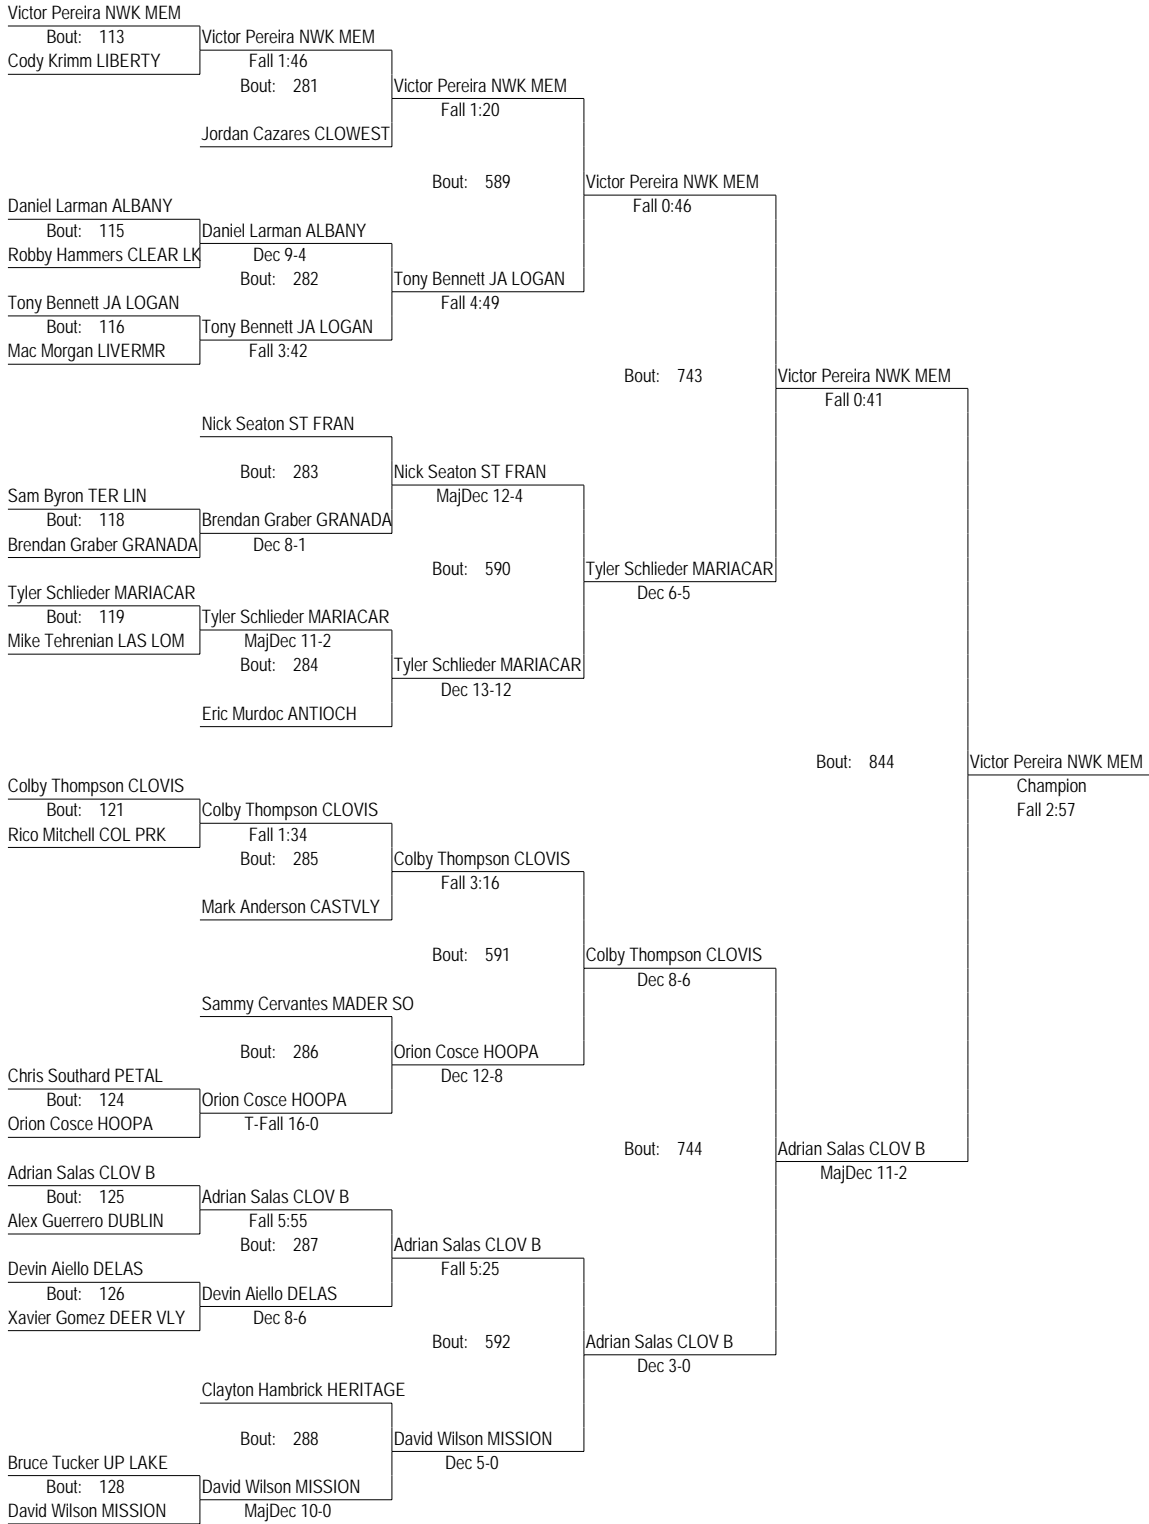 Victor Pereira NWK MEM
Bout: 113
Victor Pereira NWK MEM
Cody Krimm LIBERTY
Fall 1:46
Bout: 281
Victor Pereira NWK MEM
Fall 1:20
Jordan Cazares CLOWEST
Bout: 589
Victor Pereira NWK MEM
Fall 0:46
Daniel Larman ALBANY
Bout: 115
Daniel Larman ALBANY
Robby Hammers CLEAR LK
Dec 9-4
Bout: 282
Tony Bennett JA LOGAN
Fall 4:49
Tony Bennett JA LOGAN
Bout: 116
Tony Bennett JA LOGAN
Mac Morgan LIVERMR
Fall 3:42
Bout: 743
Victor Pereira NWK MEM
Fall 0:41
Nick Seaton ST FRAN
Bout: 283
Nick Seaton ST FRAN
MajDec 12-4
Sam Byron TER LIN
Bout: 118
Brendan Graber GRANADA
Brendan Graber GRANADA
Dec 8-1
Bout: 590
Tyler Schlieder MARIACAR
Dec 6-5
Tyler Schlieder MARIACAR
Bout: 119
Tyler Schlieder MARIACAR
Mike Tehrenian LAS LOM
MajDec 11-2
Bout: 284
Tyler Schlieder MARIACAR
Dec 13-12
Eric Murdoc ANTIOCH
Bout: 844
Victor Pereira NWK MEM
Champion
Fall 2:57
Colby Thompson CLOVIS
Bout: 121
Colby Thompson CLOVIS
Rico Mitchell COL PRK
Fall 1:34
Bout: 285
Colby Thompson CLOVIS
Fall 3:16
Mark Anderson CASTVLY
Bout: 591
Colby Thompson CLOVIS
Dec 8-6
Sammy Cervantes MADER SO
Bout: 286
Orion Cosce HOOPA
Dec 12-8
Chris Southard PETAL
Bout: 124
Orion Cosce HOOPA
Orion Cosce HOOPA
T-Fall 16-0
Bout: 744
Adrian Salas CLOV B
MajDec 11-2
Adrian Salas CLOV B
Bout: 125
Adrian Salas CLOV B
Alex Guerrero DUBLIN
Fall 5:55
Bout: 287
Adrian Salas CLOV B
Fall 5:25
Devin Aiello DELAS
Bout: 126
Devin Aiello DELAS
Xavier Gomez DEER VLY
Dec 8-6
Bout: 592
Adrian Salas CLOV B
Dec 3-0
Clayton Hambrick HERITAGE
Bout: 288
David Wilson MISSION
Dec 5-0
Bruce Tucker UP LAKE
Bout: 128
David Wilson MISSION
David Wilson MISSION
MajDec 10-0